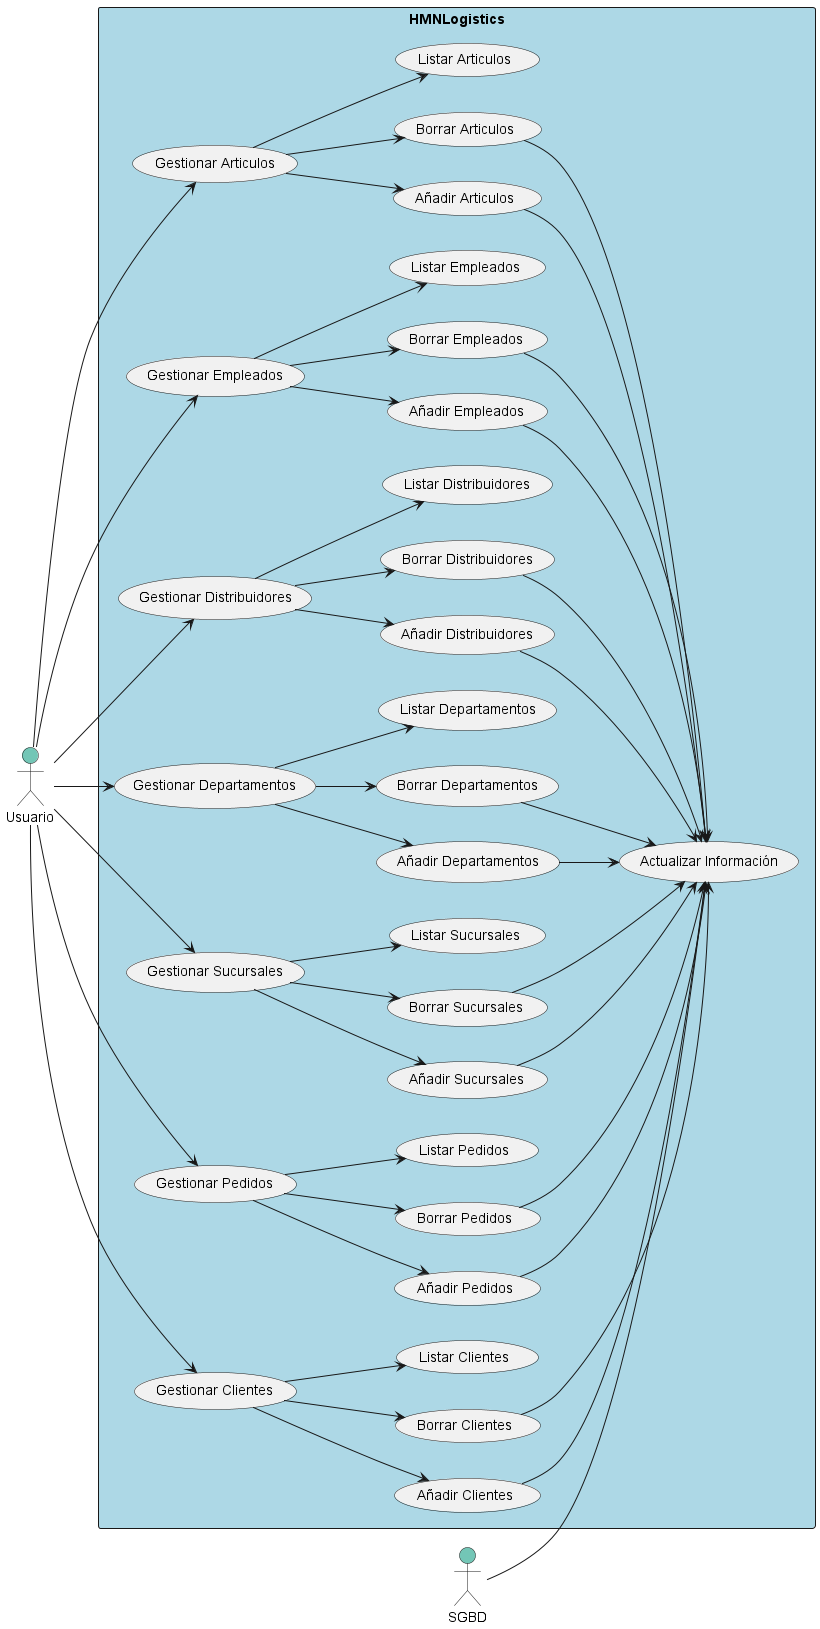 HMNLogistics
Listar Articulos
Borrar Articulos
Gestionar Articulos
Añadir Articulos
Listar Empleados
Borrar Empleados
Gestionar Empleados
Añadir Empleados
Listar Distribuidores
Borrar Distribuidores
Gestionar Distribuidores
Añadir Distribuidores
Listar Departamentos
Gestionar Departamentos
Borrar Departamentos
Usuario
Añadir Departamentos
Actualizar Información
Listar Sucursales
Gestionar Sucursales
Borrar Sucursales
Añadir Sucursales
Listar Pedidos
Gestionar Pedidos
Borrar Pedidos
Añadir Pedidos
Listar Clientes
Gestionar Clientes
Borrar Clientes
Añadir Clientes
SGBD